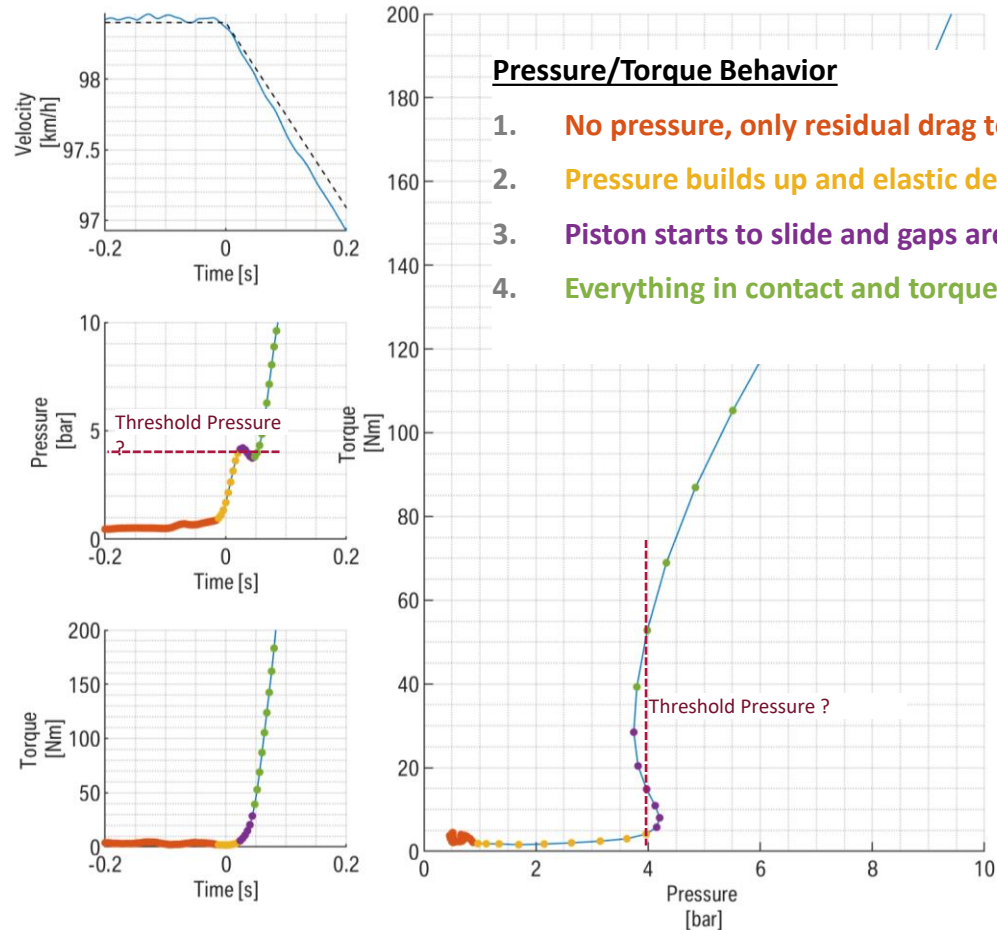 98
97.5
97
Velocity
[km/h]
-0.2
0
0.2
Time [s]
10
5
0
Pressure
[bar]
Threshold Pressure
?
-0.2
0
0.2
Time [s]
200
150
100
50
0
Torque
[Nm]
-0.2
0
0.2
Time [s]
200
180
160
140
120
100
80
60
40
20
0
Torque
[Nm]
Pressure/Torque Behavior
1. No pressure, only residual drag to
2. Pressure builds up and elastic de
3. Piston starts to slide and gaps are
4. Everything in contact and torque
Threshold Pressure ?
0
2
4
6
8
10
Pressure
[bar]